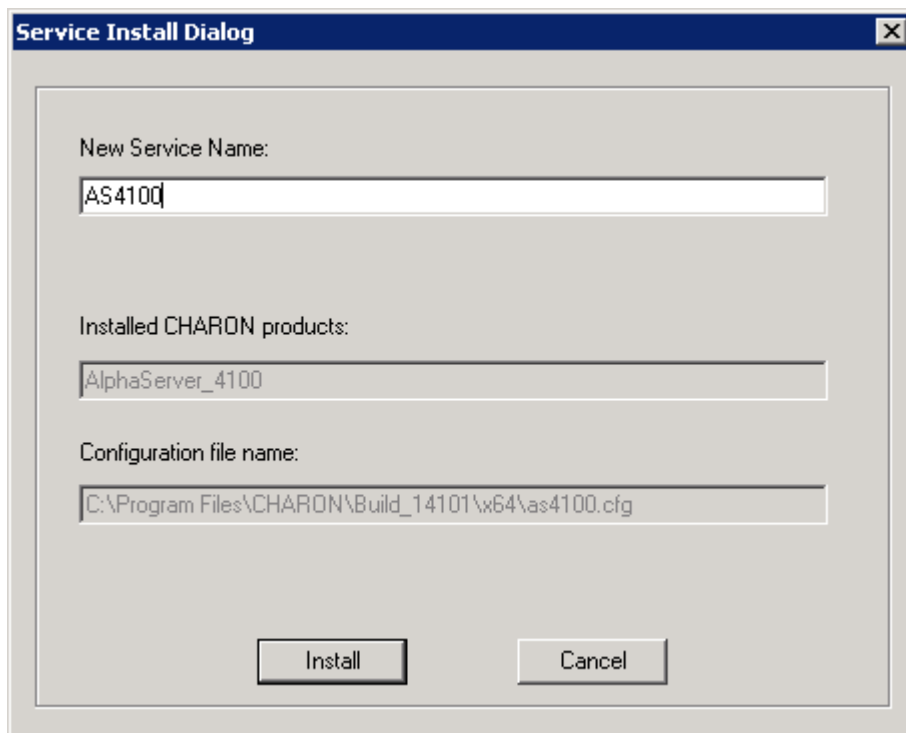 Service Install Dialog
New Service Name:
AS4100
Installed CHARON products:
AlphaServer_4100
Configuration file name:
C:\Program Files\CHARON\Build_14101\x64\as4100.cfg
Install Cancel